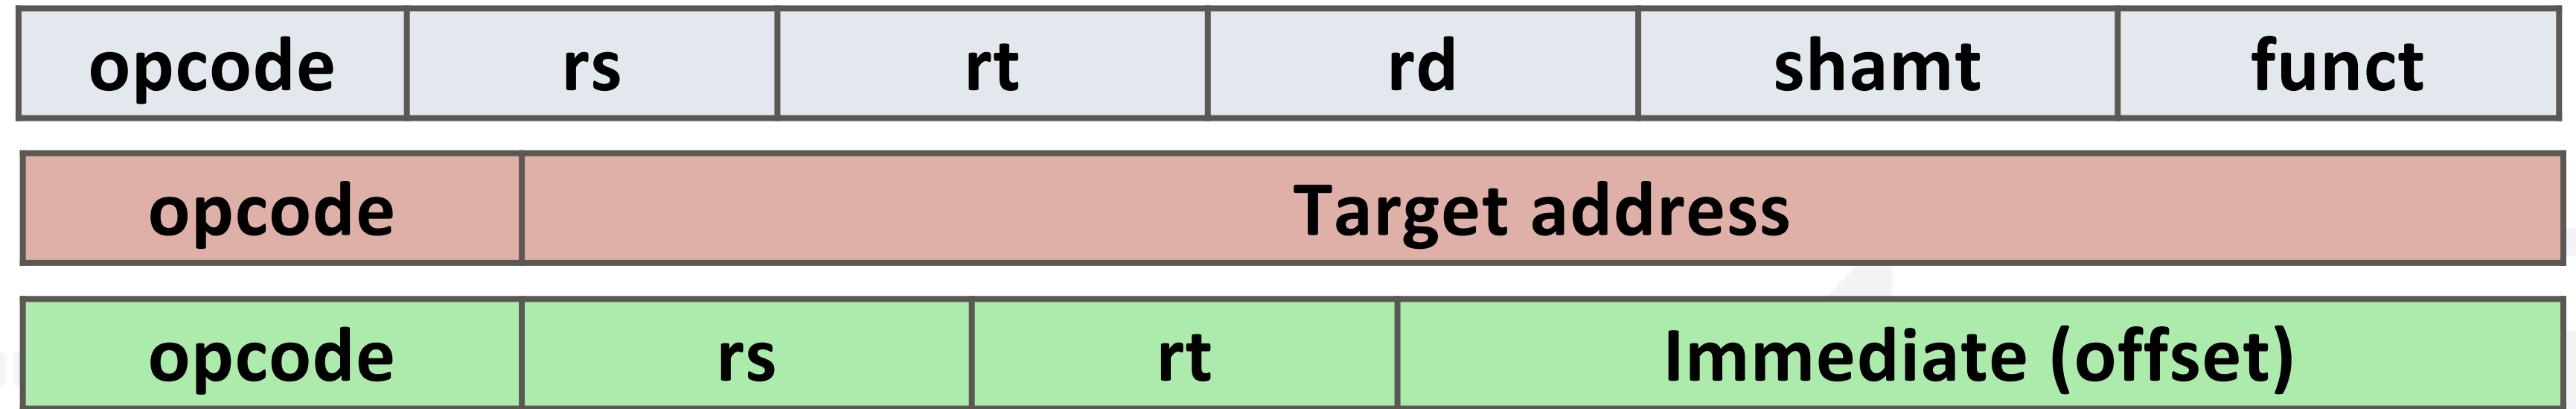 opcode rs rt rd shamt funct
opcode Target address
opcode rs rt Immediate (offset)